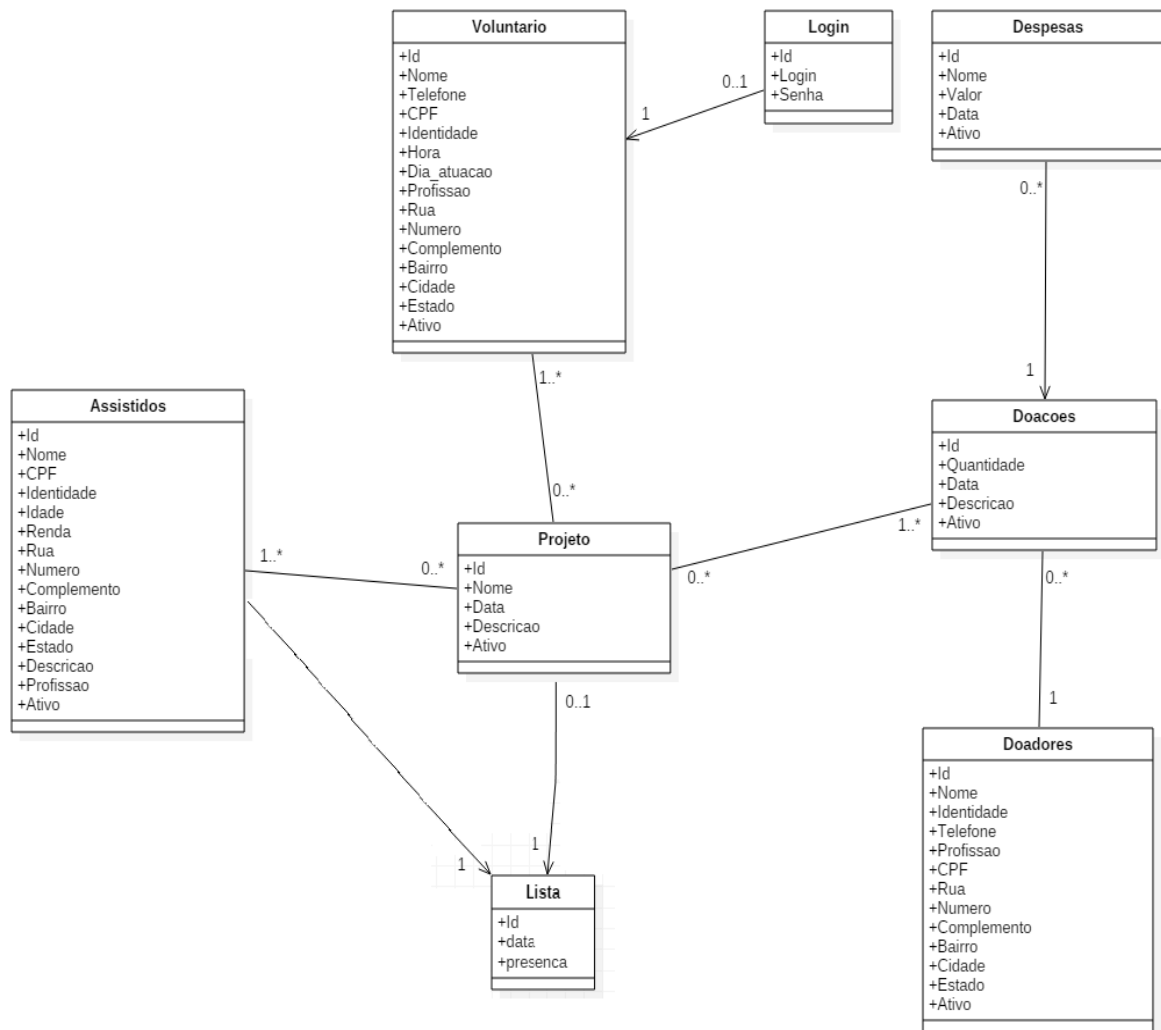 Voluntario
+Id
+Nome
+Telefone
+CPF
+Identidade
+Hora
+Dia_atuacao
+Profissao
+Rua
+Numero
+Complemento
+Bairro
+Cidade
+Estado
+Ativo
Login
+Id
+Login
+Senha
0..1
1
Despesas
+Id
+Nome
+Valor
+Data
+Ativo
0..*
1
1..*
0..*
Assistidos
+Id
+Nome
+CPF
+Identidade
+Idade
+Renda
+Rua
+Numero
+Complemento
+Bairro
+Cidade
+Estado
+Descricao
+Profissao
+Ativo
1..*
0..*
Projeto
+Id
+Nome
+Data
+Descricao
+Ativo
0..*
1..*
Doacoes
+Id
+Quantidade
+Data
+Descricao
+Ativo
0..*
1
0..1
1
1
Lista
+Id
+data
+presenca
Doadores
+Id
+Nome
+Identidade
+Telefone
+Profissao
+CPF
+Rua
+Numero
+Complemento
+Bairro
+Cidade
+Estado
+Ativo